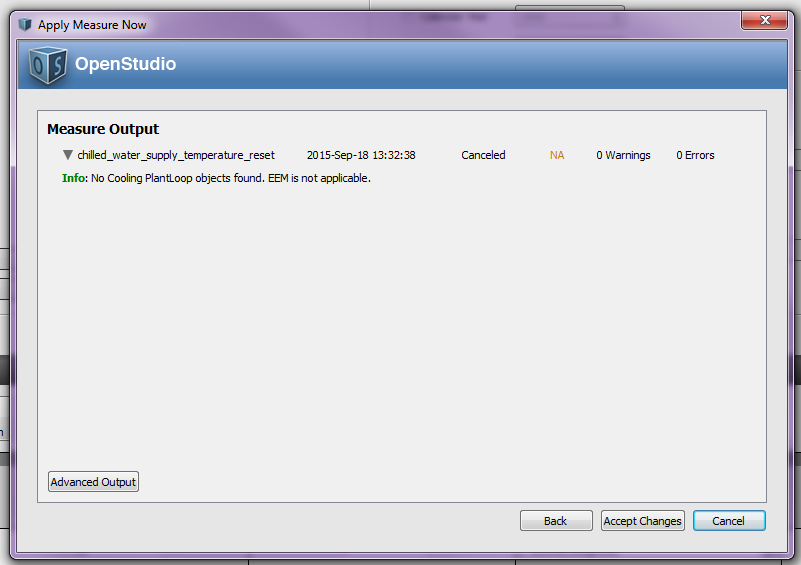 Apply Measure Now
OS OpenStudio
Measure Output
chilled_water_supply_temperature_reset 2015-Sep-18 13:32:38 Canceled NA 0 Warnings 0 Errors
Info: No Cooling PlantLoop objects found. EEM is not applicable.
Advanced Output
Back Accept Changes Cancel